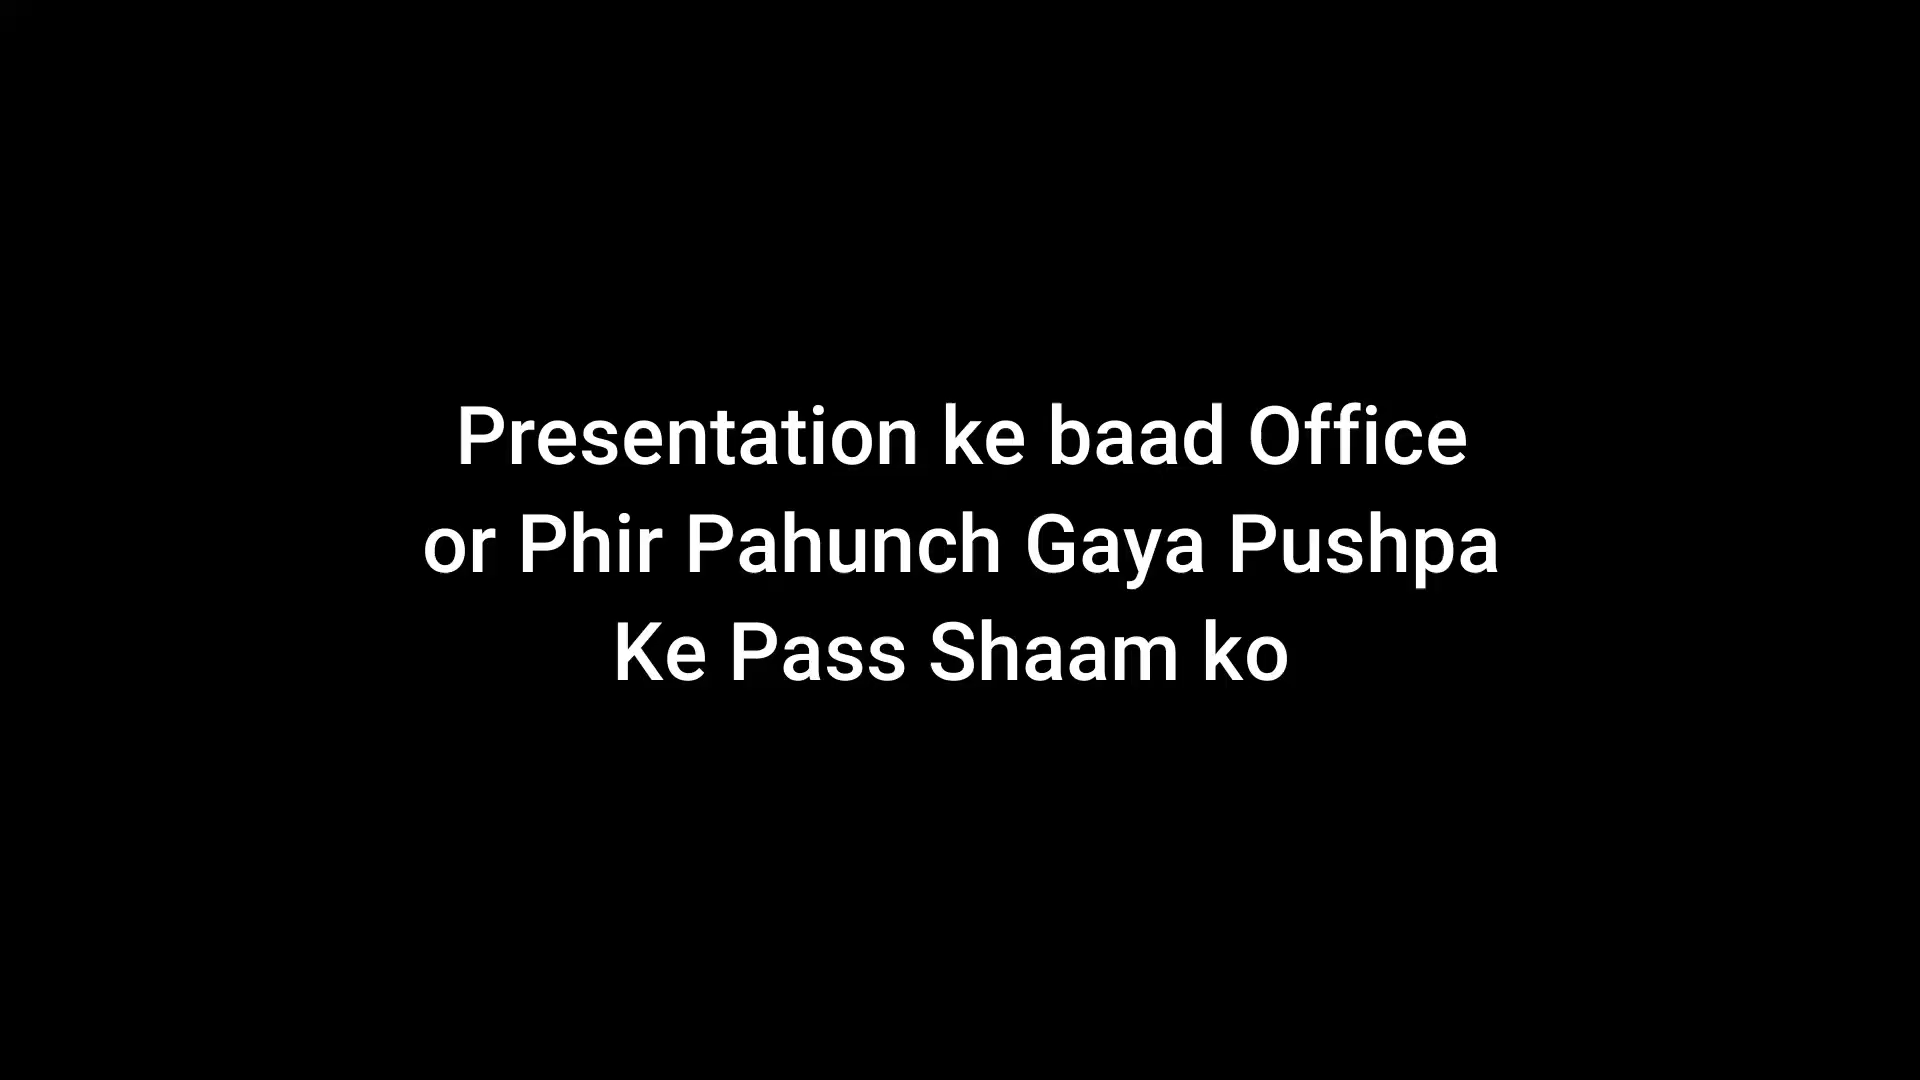 Presentation ke baad Office
or Phir Pahunch Gaya Pushpa
Ke Pass Shaam ko